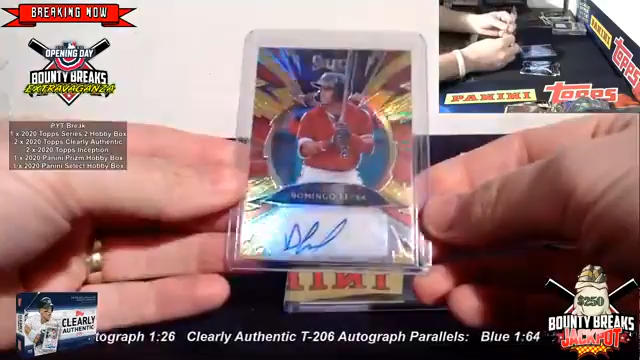 BREAKING NOW
OPENING DAY
BOUNTY BREAKS
EXTRAVAGANZA
PYT Break
1 x 2020 Topps Series 2 Hobby Box
2 x 2020 Topps Clearly Authentic
2 x 2020 Topps Inception
1 x 2020 Panini Prizm Hobby Box
1 x 2020 Panini Select Hobby Box
PANINI
topps
PANINI
topps
DOMINGO
CLEARLY
AUTHENTIC
$250
BOUNTY BREAKS
JACKPOT
tograph 1:26 Clearly Authentic T-206 Autograph Parallels: Blue 1:64